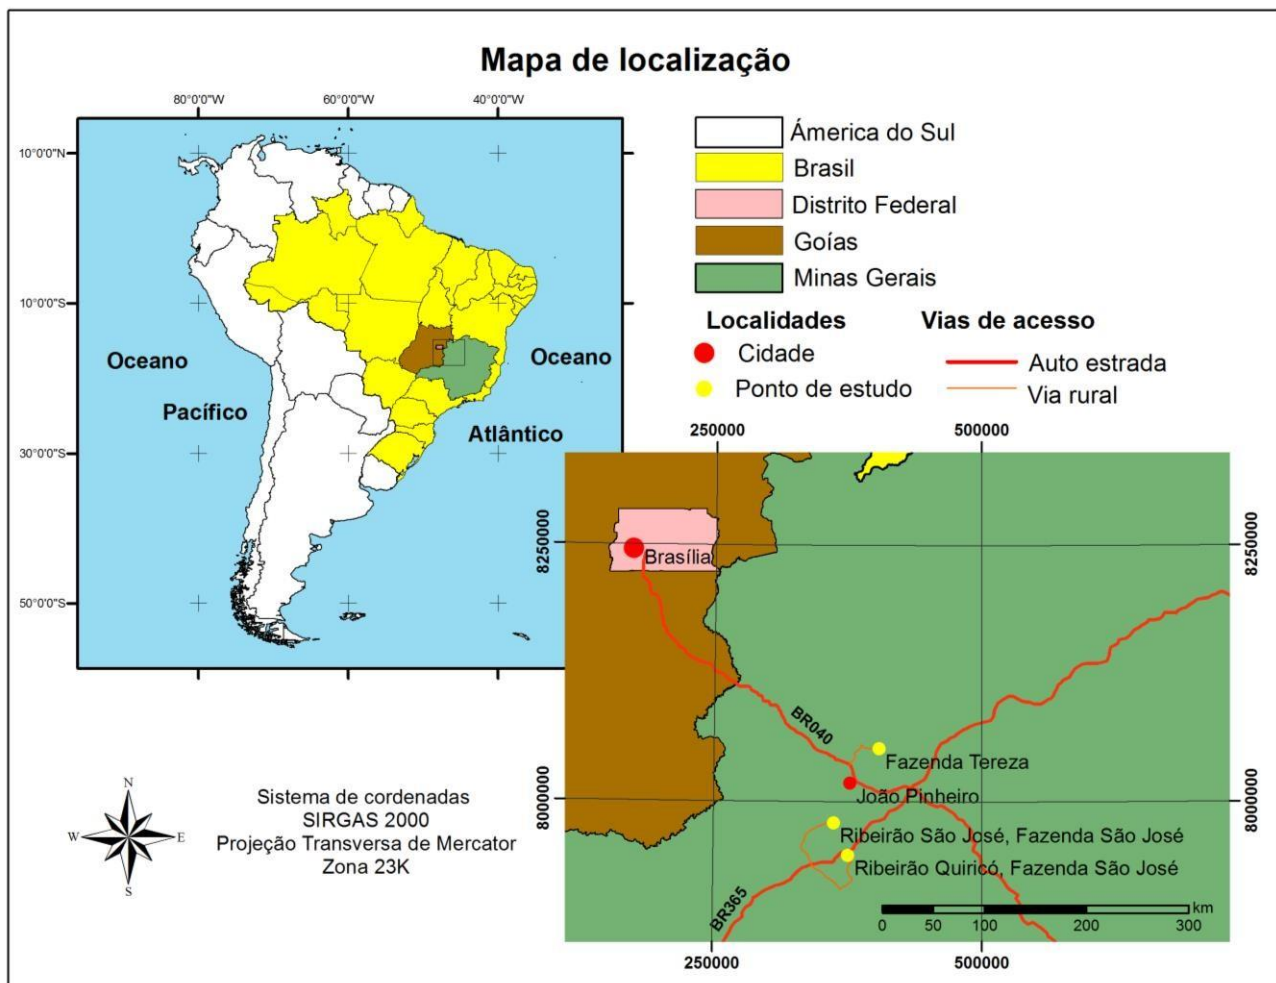 Mapa de localização
80°0'0"W 60°0'0"W 40°0'0"W
10°0'0"N
10°0'0"S
30°0'0"S
50°0'0"S
Oceano
Pacífico
Oceano
Atlântico
Ámerica do Sul
Brasil
Distrito Federal
Goías
Minas Gerais
Localidades
Cidade
Ponto de estudo
Vias de acesso
Auto estrada
Via rural
250000 500000
8250000
8250000
8000000
8000000
Brasília
BR040
Fazenda Tereza
João Pinheiro
Ribeirão São José, Fazenda São José
Ribeirão Quiricó, Fazenda São José
BR365
km
0 50 100 200 300
250000 500000
N
W E
S
Sistema de cordenadas
SIRGAS 2000
Projeção Transversa de Mercator
Zona 23K